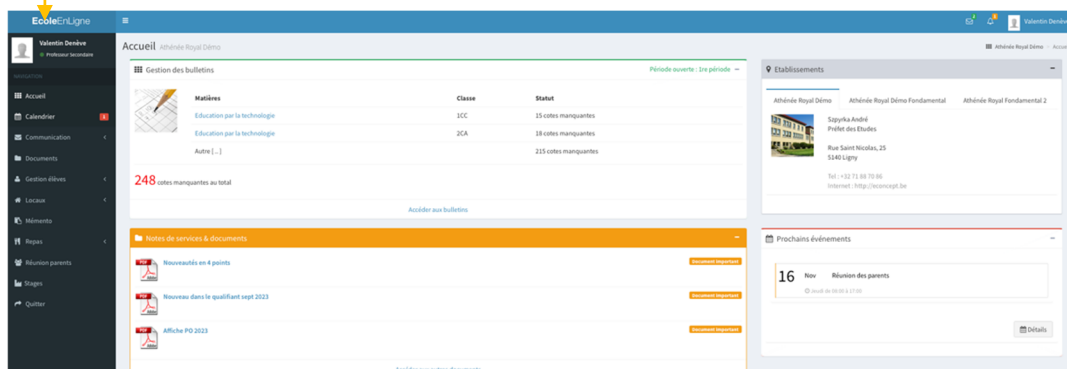 EcoleEnLigne
Valentin Denève
Valentin Denève
Professeur Secondaire
NAVIGATION
Accueil
Calendrier
Communication
Documents
Gestion élèves
Locaux
Mémento
Repas
Réunion parents
Stages
Quitter
Accueil Athénée Royal Démo
Athénée Royal Démo
Gestion des bulletins
Période ouverte : 1re période
Matières Classe Statut
Education par la technologie 1CC 15 cotes manquantes
Education par la technologie 2CA 18 cotes manquantes
Autre [...] 215 cotes manquantes
248 cotes manquantes au total
Accéder aux bulletins
Notes de services & documents
Nouveautés en 4 points Document important
Nouveau dans le qualifiant sept 2023 Document important
Affiche PO 2023 Document important
Etablissements
Athénée Royal Démo Athénée Royal Démo Fondamental Athénée Royal Fondamental 2
Szpyrka André
Préfet des Etudes
Rue Saint Nicolas, 25
5140 Ligny
Tel : +32 71 88 70 86
Internet : http://econcept.be
Prochains événements
16 Nov Réunion des parents
Détails